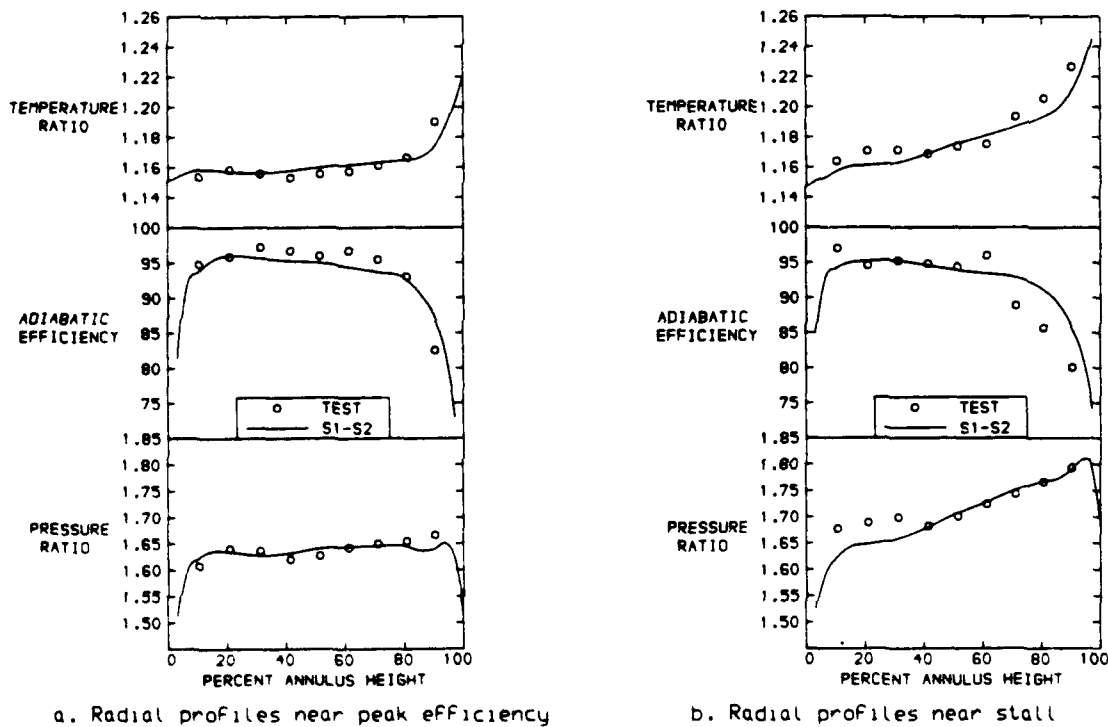 1.26
1.24
1.22
TEMPERATURE 1.20
RATIO
1.18
1.16
1.14
100
95
90
ADIABATIC
EFFICIENCY 85
80
75
TEST
S1-S2
1.85
1.80
1.75
PRESSURE 1.70
RATIO
1.65
1.60
1.55
1.50
0 20 40 60 80 100
PERCENT ANNULUS HEIGHT
a. Radial profiles near peak efficiency
1.26
1.24
1.22
TEMPERATURE 1.20
RATIO
1.18
1.16
1.14
100
95
90
ADIABATIC
EFFICIENCY 85
80
75
TEST
S1-S2
1.85
1.80
1.75
PRESSURE 1.70
RATIO
1.65
1.60
1.55
1.50
0 20 40 60 80 100
PERCENT ANNULUS HEIGHT
b. Radial profiles near stall